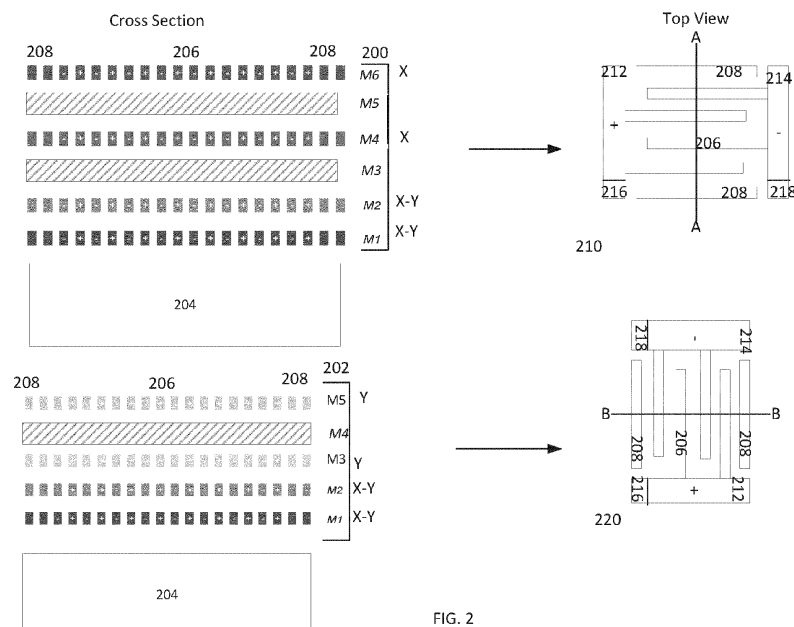 Cross Section
Top View
208 206 208 200
M6 X
M5
M4 X
M3
M2 X-Y
M1 X-Y
204
A
212 208 214
+ -
206
216 208 218
A
210
208 206 208 202
M5 Y
M4
M3 Y
M2 X-Y
M1 X-Y
204
218 - 214
B B
208 206 208
216 + 212
220
FIG. 2